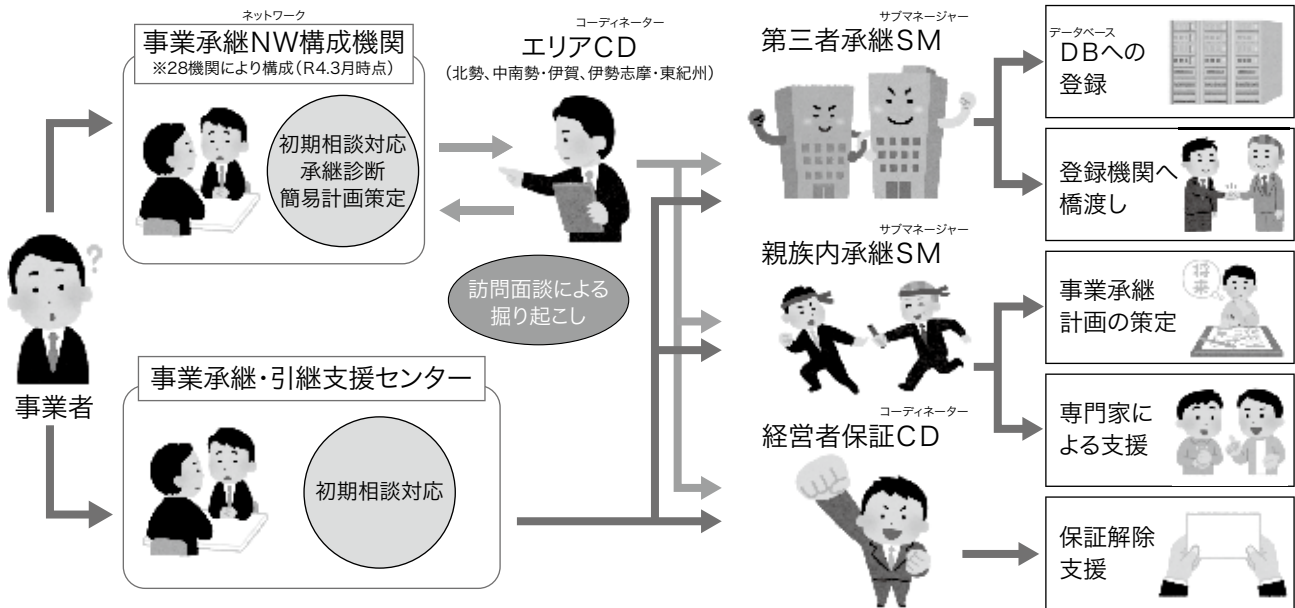 ネットワーク
事業承継NW構成機関
※28機関により構成（R4.3月時点）
初期相談対応
承継診断
簡易計画策定
コーディネーター
エリアCD
（北勢、中南勢・伊賀、伊勢志摩・東紀州）
訪問面談による
掘り起こし
事業者
事業承継・引継支援センター
初期相談対応
サブマネージャー
第三者承継SM
サブマネージャー
親族内承継SM
コーディネーター
経営者保証CD
データベース
DBへの
登録
登録機関へ
橋渡し
事業承継
計画の策定
将来
専門家に
よる支援
保証解除
支援